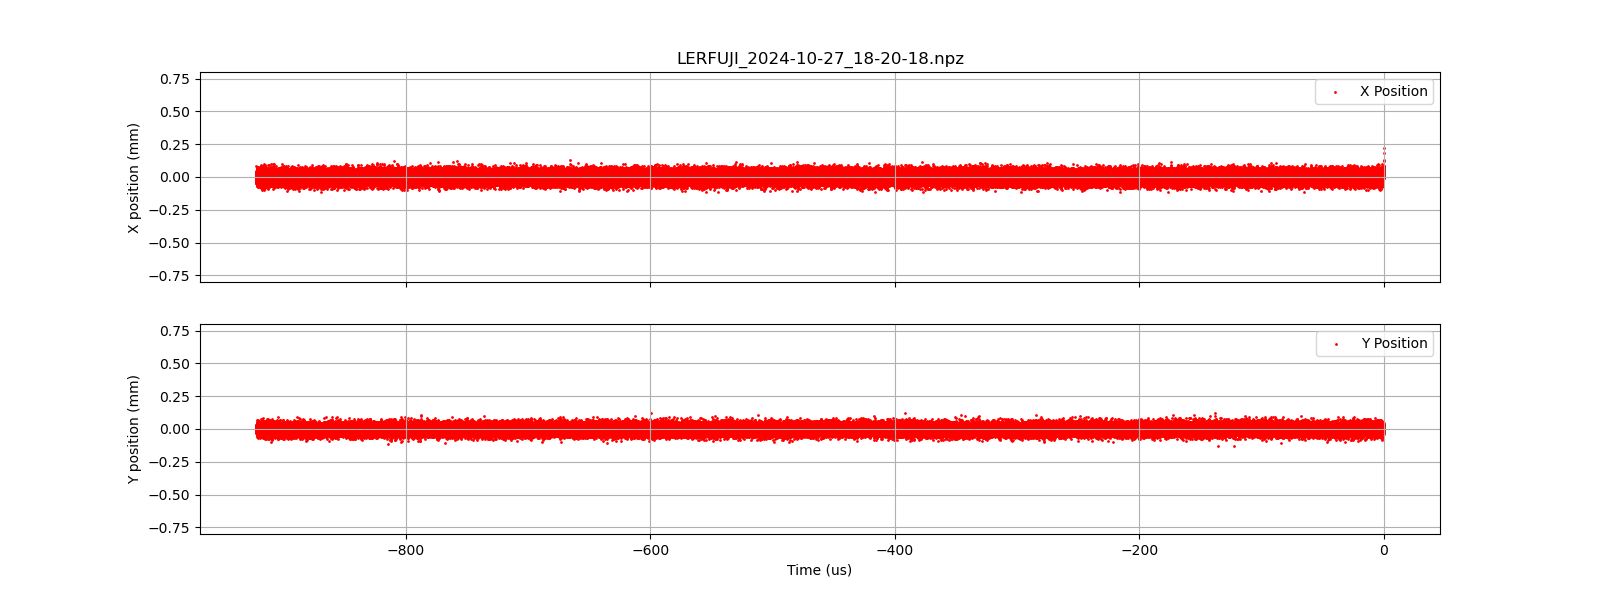 LERFUJI_2024-10-27_18-20-18.npz
X position (mm)
0.75
0.50
0.25
0.00
−0.25
−0.50
−0.75
X Position
Y position (mm)
0.75
0.50
0.25
0.00
−0.25
−0.50
−0.75
Y Position
−800 −600 −400 −200 0
Time (us)